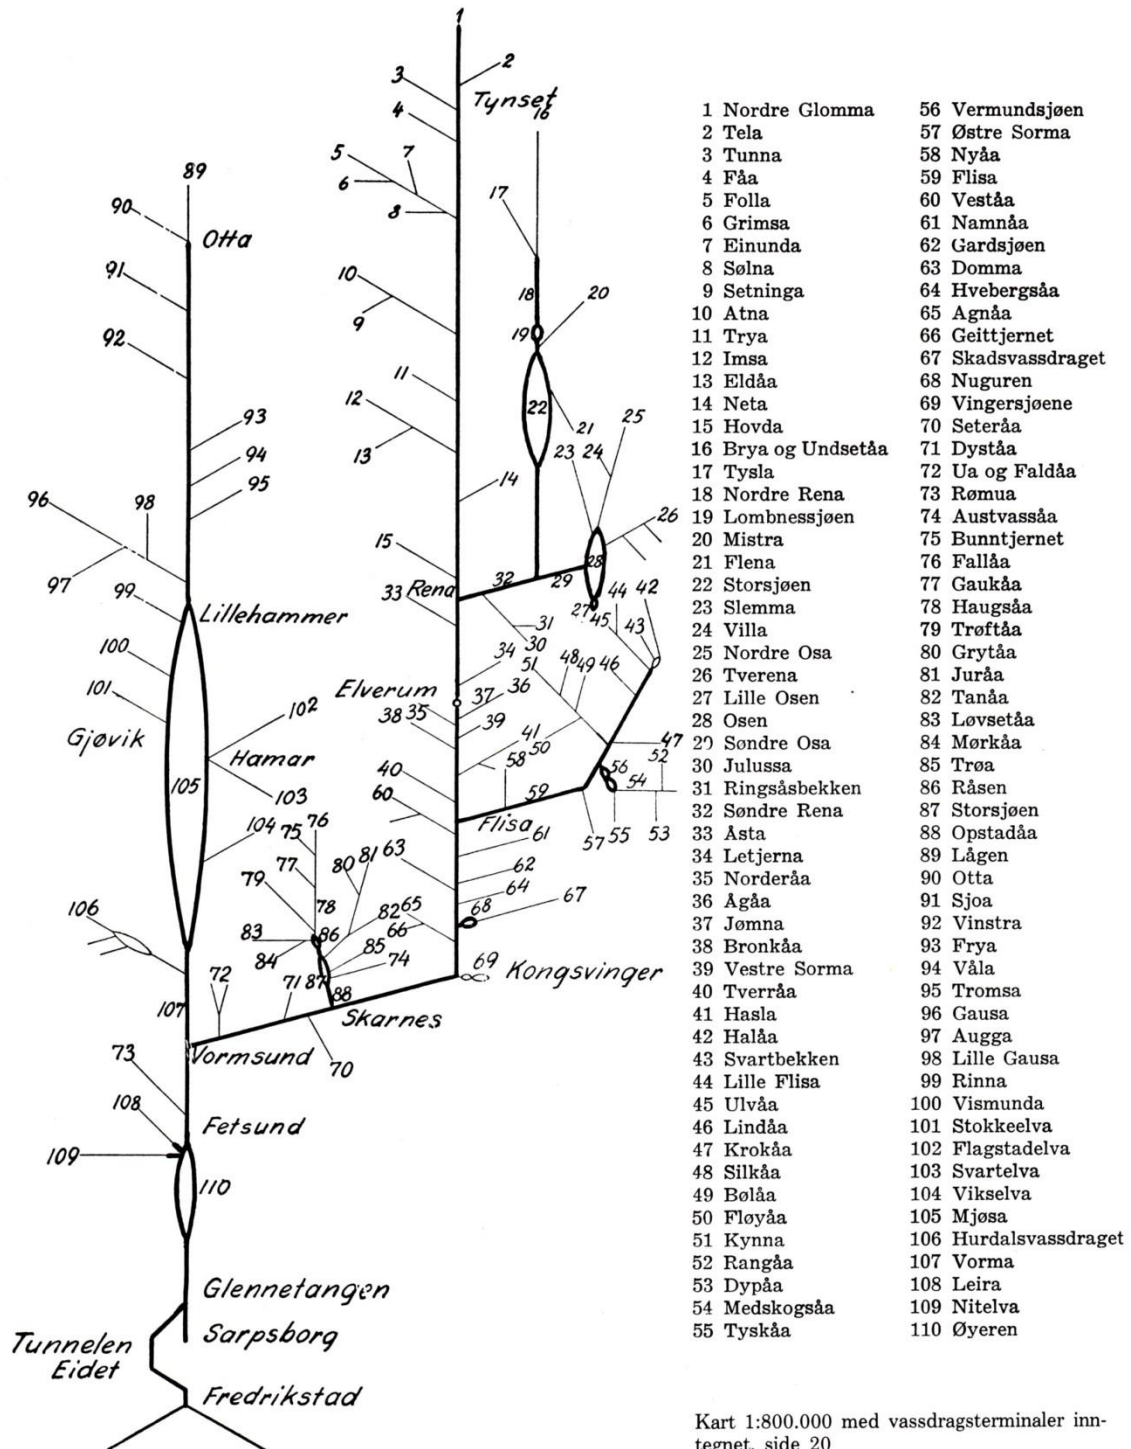 1
2
3
Tynset
4
16
5
7
6
8
17
89
90
Otta
91
10
9
18
20
19
92
11
22
12
21
25
13
23
24
93
94
14
95
96
98
26
15
28
97
Rena
32
29
33
27
44
42
99
Lillehammer
31
45
43
30
100
34
51
48
49
46
101
Elverum
37
36
102
Gjøvik
38
35
39
41
47
Hamar
50
58
52
105
40
56
54
103
60
59
76
Flisa
104
75
57
55
53
80
81
63
61
77
62
79
64
67
106
78
82
65
68
83
86
66
84
85
72
74
69
Kongsvinger
71
87
88
107
Skarnes
Vormsund
73
70
108
Fetsund
109
110
Glennetangen
Tunnelen
Eidet
Sarpsborg
Fredrikstad
1 Nordre Glomma
2 Tela
3 Tunna
4 Fåa
5 Folla
6 Grimsa
7 Einunda
8 Sølna
9 Setninga
10 Atna
11 Trya
12 Imsa
13 Eldåa
14 Neta
15 Hovda
16 Brya og Undsetåa
17 Tysla
18 Nordre Rena
19 Lombnessjøen
20 Mistra
21 Flena
22 Storsjøen
23 Slemma
24 Villa
25 Nordre Osa
26 Tverena
27 Lille Osen
28 Osen
29 Søndre Osa
30 Julussa
31 Ringsåsbekken
32 Søndre Rena
33 Åsta
34 Letjerna
35 Norderåa
36 Ågåa
37 Jømna
38 Bronkåa
39 Vestre Sorma
40 Tverråa
41 Hasla
42 Halåa
43 Svartbekken
44 Lille Flisa
45 Ulvåa
46 Lindåa
47 Krokåa
48 Silkåa
49 Bølåa
50 Fløyåa
51 Kynna
52 Rangåa
53 Dypåa
54 Medskogsåa
55 Tyskåa
56 Vermundsjøen
57 Østre Sorma
58 Nyåa
59 Flisa
60 Veståa
61 Namnåa
62 Gardsjøen
63 Domma
64 Hvebergsåa
65 Agnåa
66 Geittjernet
67 Skadsvassdraget
68 Nuguren
69 Vingersjøene
70 Seteråa
71 Dyståa
72 Ua og Faldåa
73 Rømua
74 Austvassåa
75 Bunntjernet
76 Fallåa
77 Gaukåa
78 Haugsåa
79 Trøftåa
80 Grytåa
81 Juråa
82 Tanåa
83 Løvsetåa
84 Mørkåa
85 Trøa
86 Råsen
87 Storsjøen
88 Opstadåa
89 Lågen
90 Otta
91 Sjoa
92 Vinstra
93 Frya
94 Våla
95 Tromsa
96 Gausa
97 Augga
98 Lille Gausa
99 Rinna
100 Vismunda
101 Stokkeelva
102 Flagstadelva
103 Svartelva
104 Vikselva
105 Mjøsa
106 Hurdalsvassdraget
107 Vorma
108 Leira
109 Nitelva
110 Øyeren
Kart 1:800.000 med vassdragsterminaler inn-
tegnet, side 20